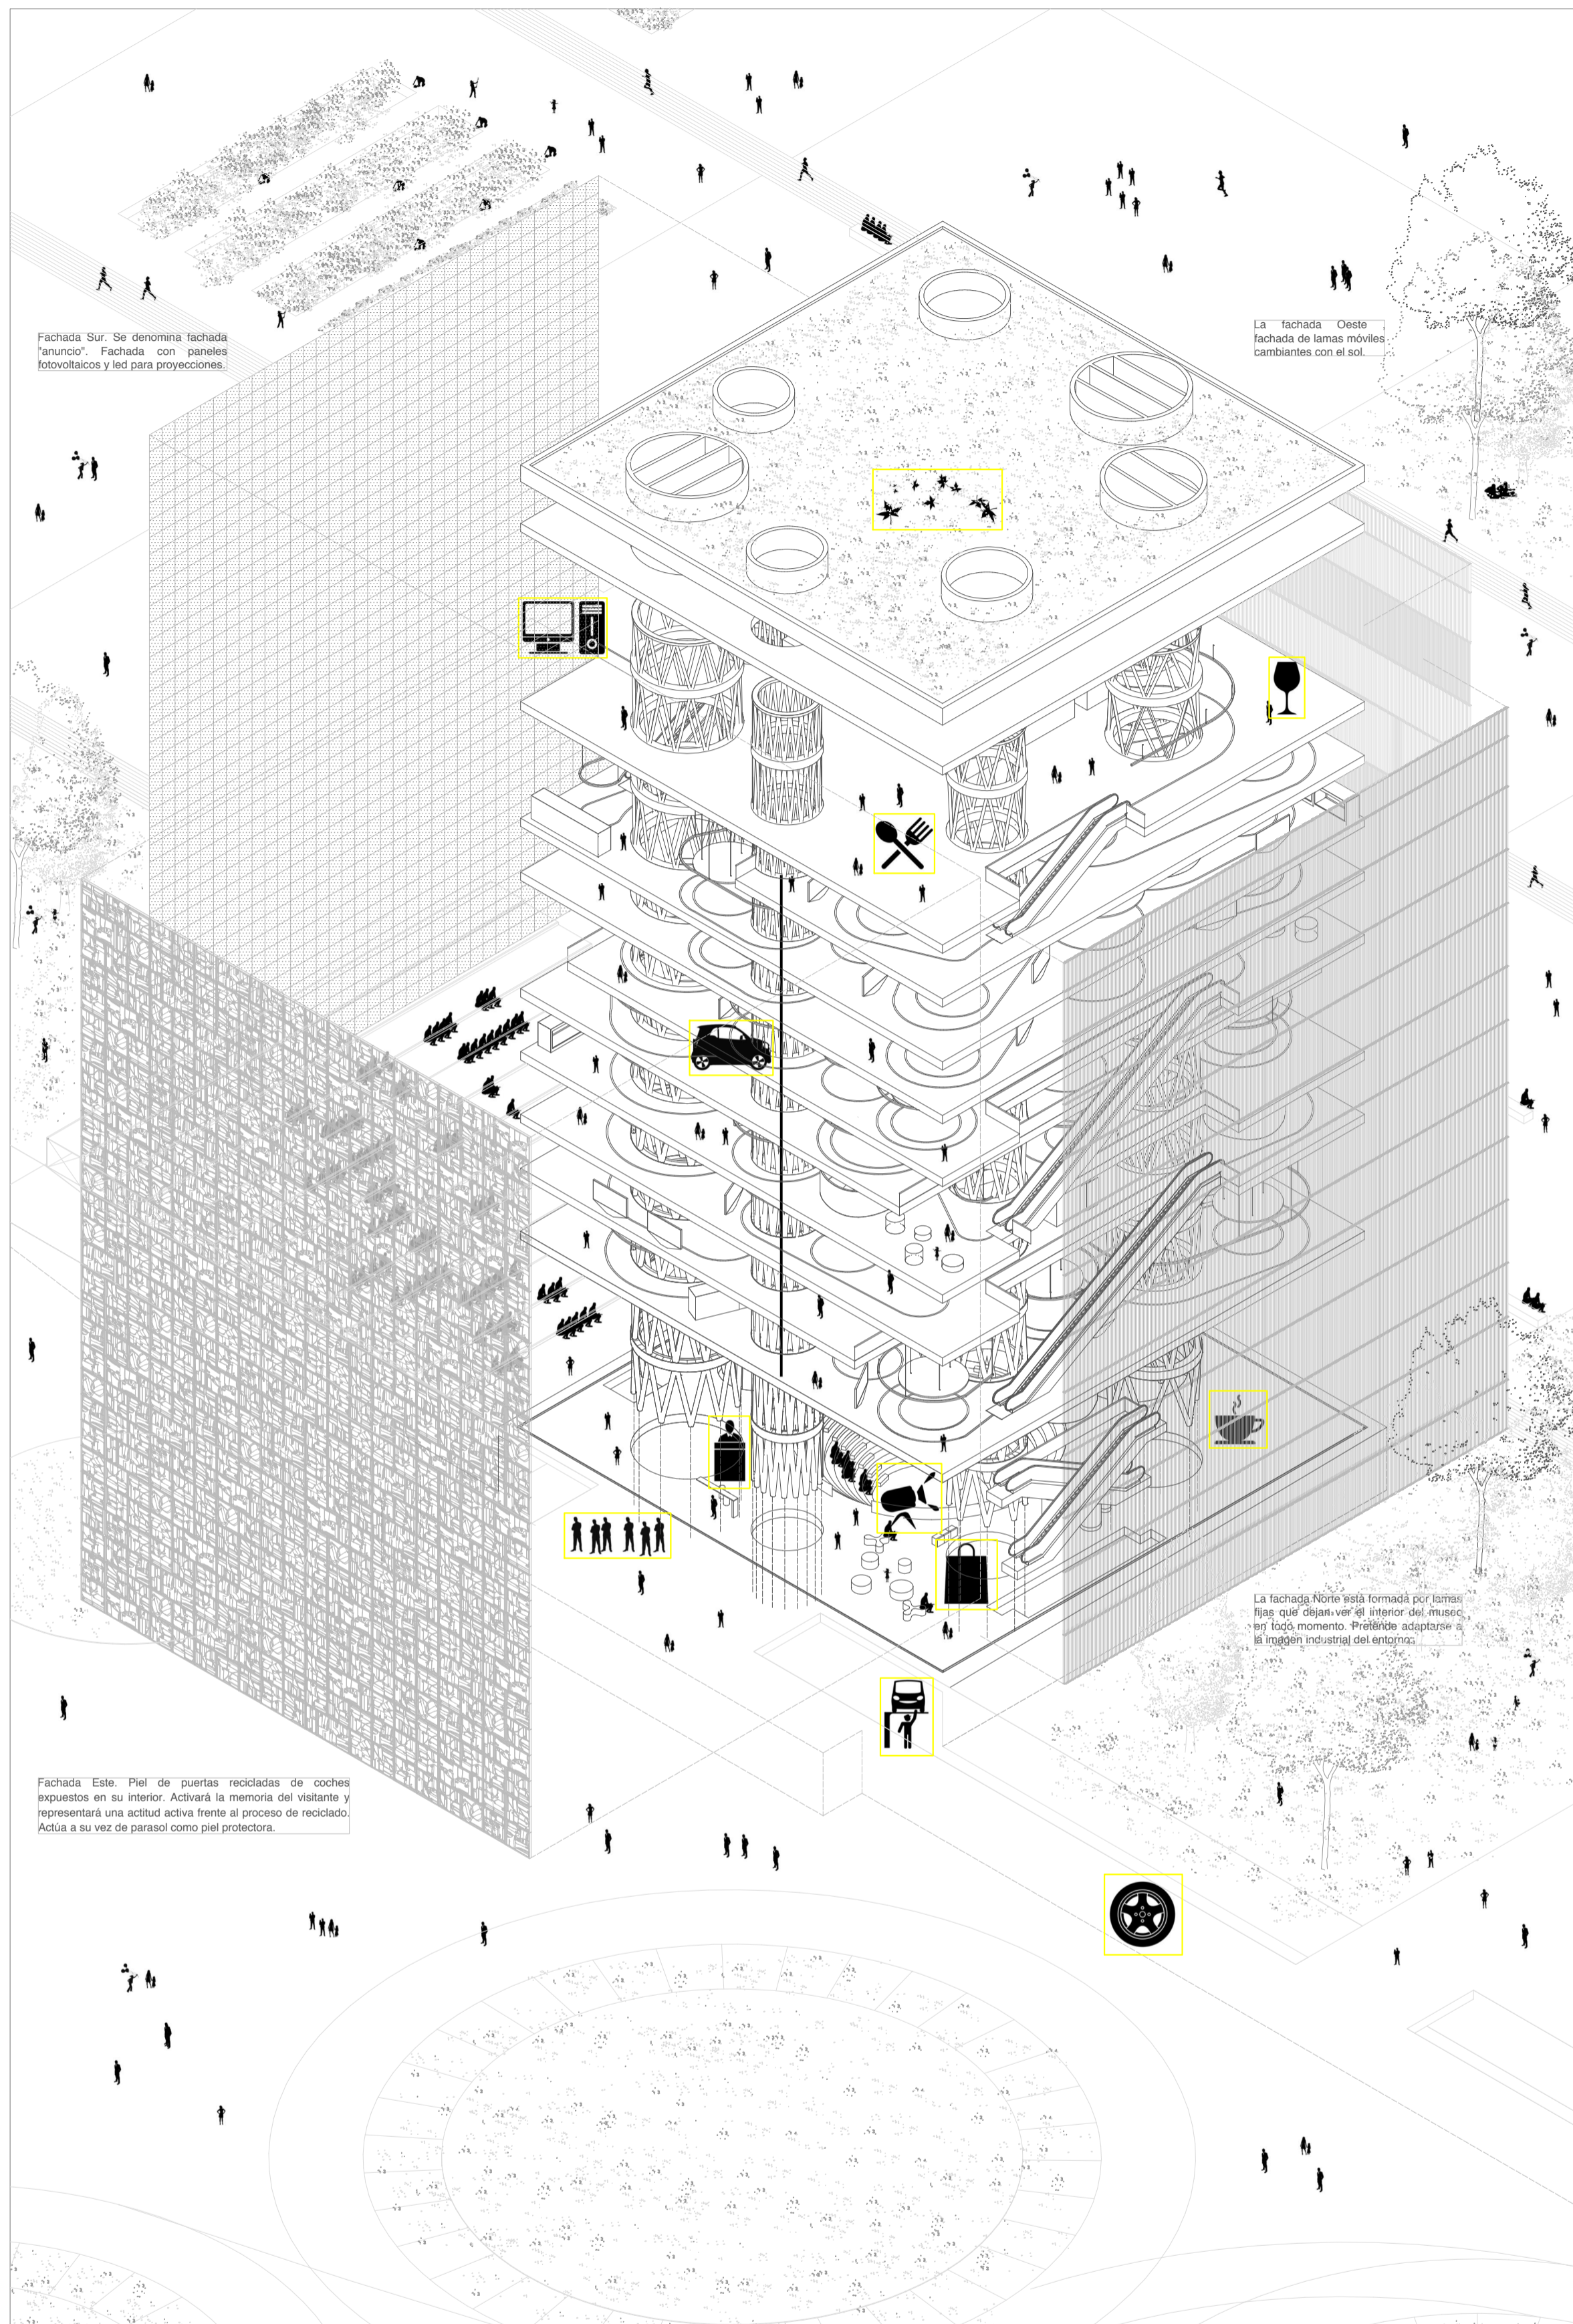 Fachada Sur. Se denomina fachada
"anuncio". Fachada con paneles
fotovoltaicos y led para proyecciones.
La fachada Oeste
fachada de lamas móviles
cambiantes con el sol.
La fachada Norte está formada por lamas
fijas que dejan ver el interior del museo
en todo momento. Pretende adaptarse a
la imagen industrial del entorno.
Fachada Este. Piel de puertas recicladas de coches
expuestos en su interior. Activará la memoria del visitante y
representará una actitud activa frente al proceso de reciclado.
Actúa a su vez de parasol como piel protectora.